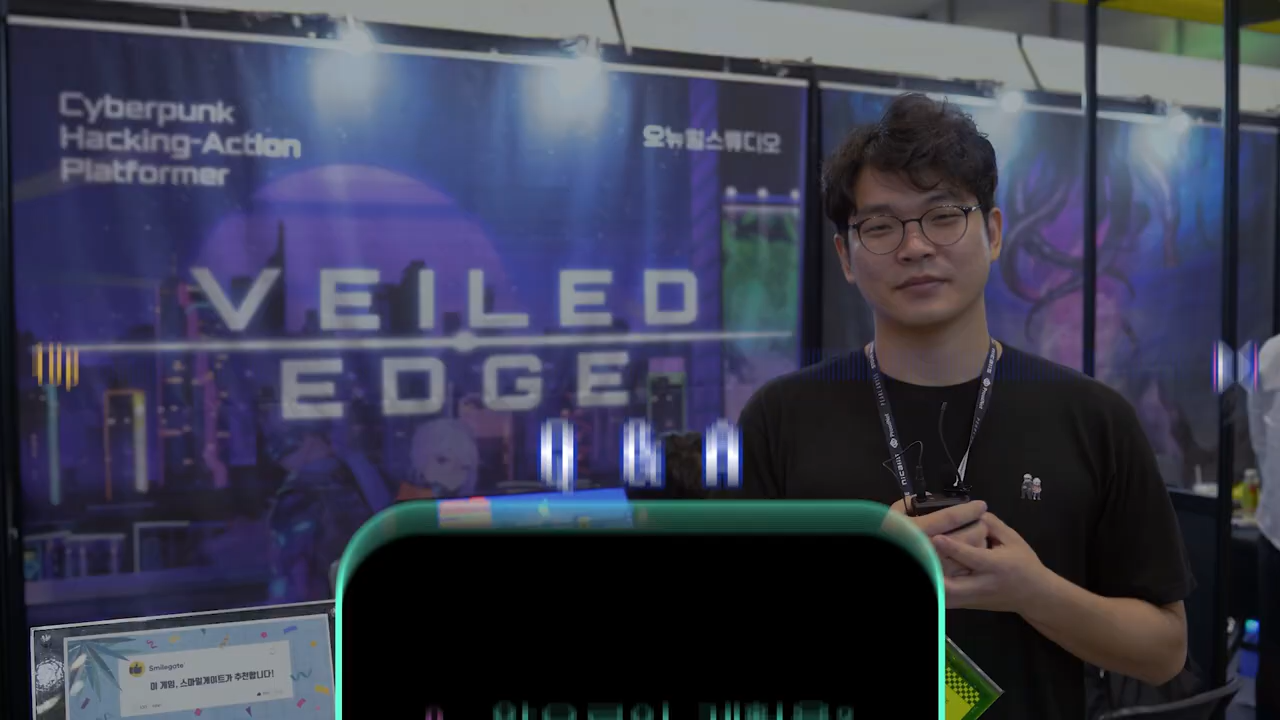 Cyberpunk
Hacking-Action
Platformer
오뉴월스튜디오
VEILED
EDGE
Q & A
Smilegate
이 게임, 스마일게이트가 추천합니다!